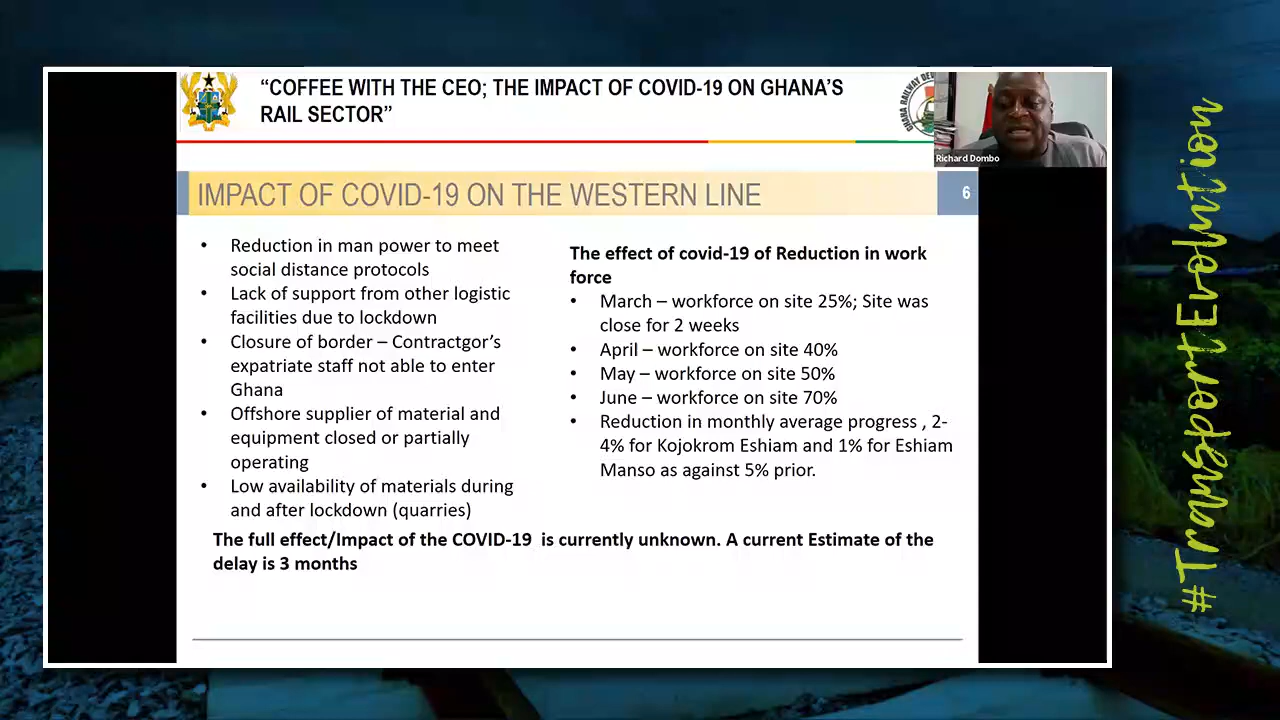 “COFFEE WITH THE CEO; THE IMPACT OF COVID-19 ON GHANA’S
RAIL SECTOR”
GHANA RAILWAY DE
Richard Dombo
IMPACT OF COVID-19 ON THE WESTERN LINE
6
• Reduction in man power to meet
social distance protocols
• Lack of support from other logistic
facilities due to lockdown
• Closure of border – Contractgor’s
expatriate staff not able to enter
Ghana
• Offshore supplier of material and
equipment closed or partially
operating
• Low availability of materials during
and after lockdown (quarries)
The effect of covid-19 of Reduction in work
force
• March – workforce on site 25%; Site was
close for 2 weeks
• April – workforce on site 40%
• May – workforce on site 50%
• June – workforce on site 70%
• Reduction in monthly average progress , 2-
4% for Kojokrom Eshiam and 1% for Eshiam
Manso as against 5% prior.
The full effect/Impact of the COVID-19 is currently unknown. A current Estimate of the
delay is 3 months
#TransportEvolution